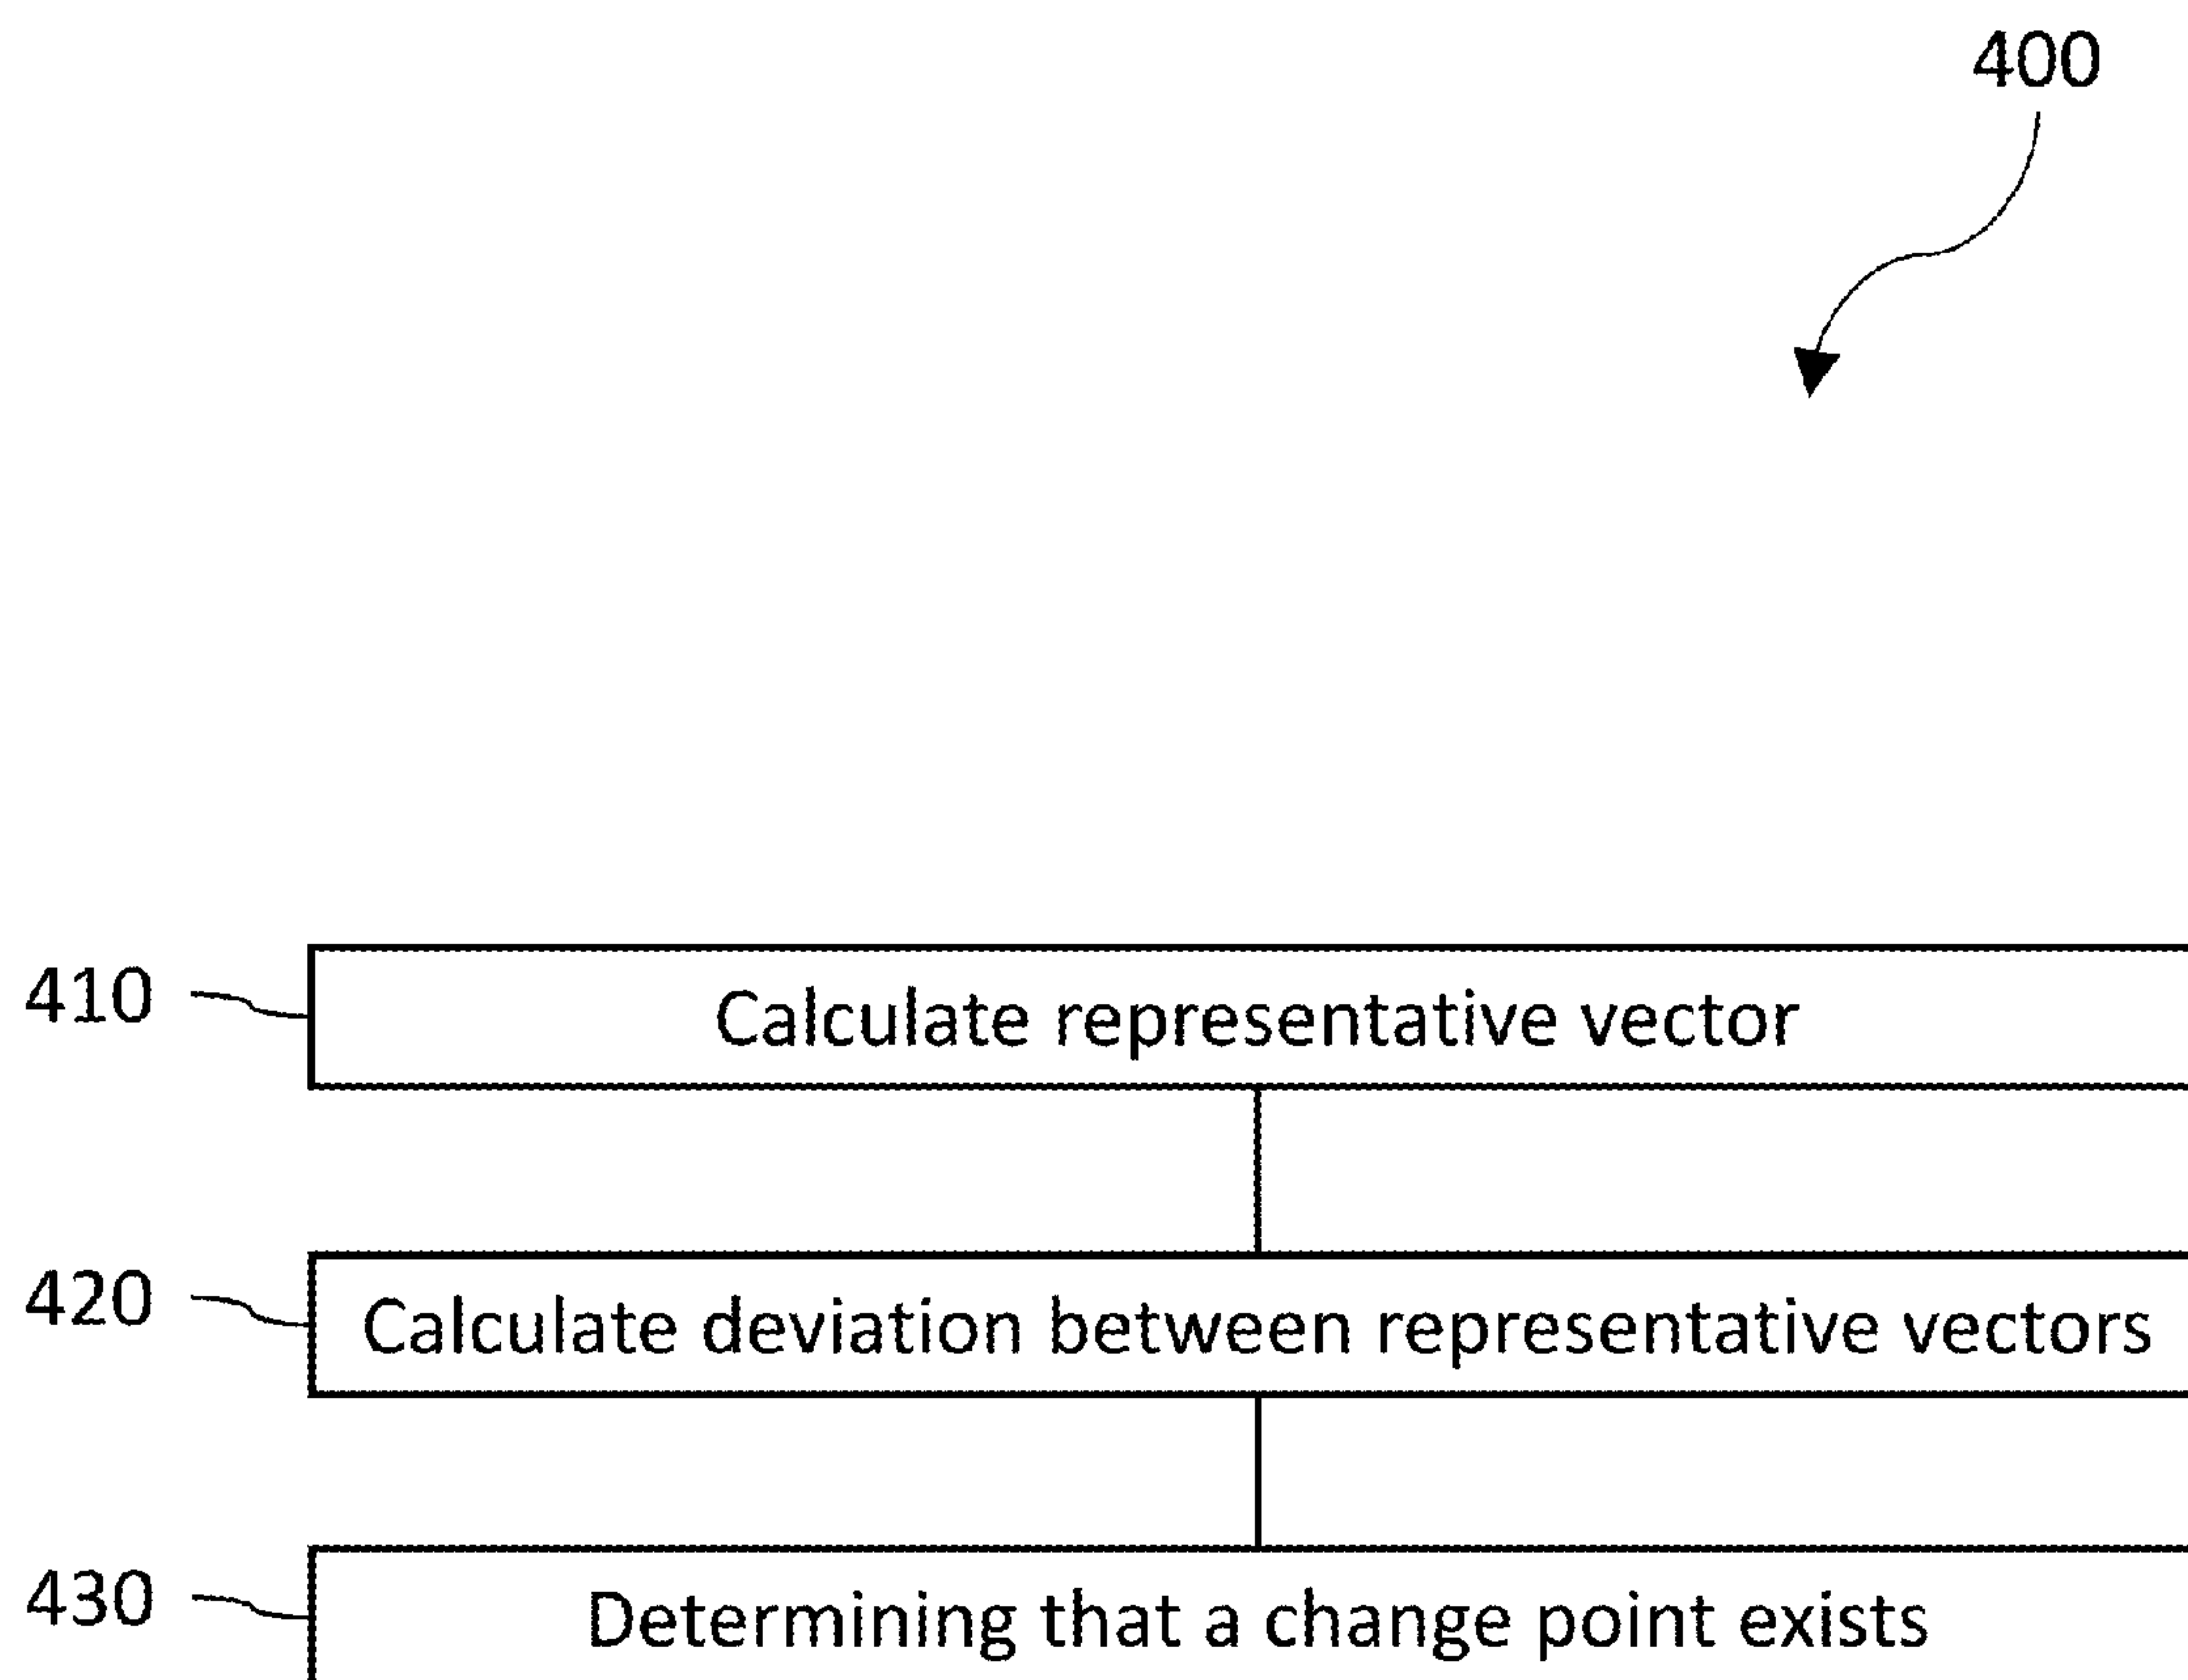 400
410 Calculate representative vector
420 Calculate deviation between representative vectors
430 Determining that a change point exists